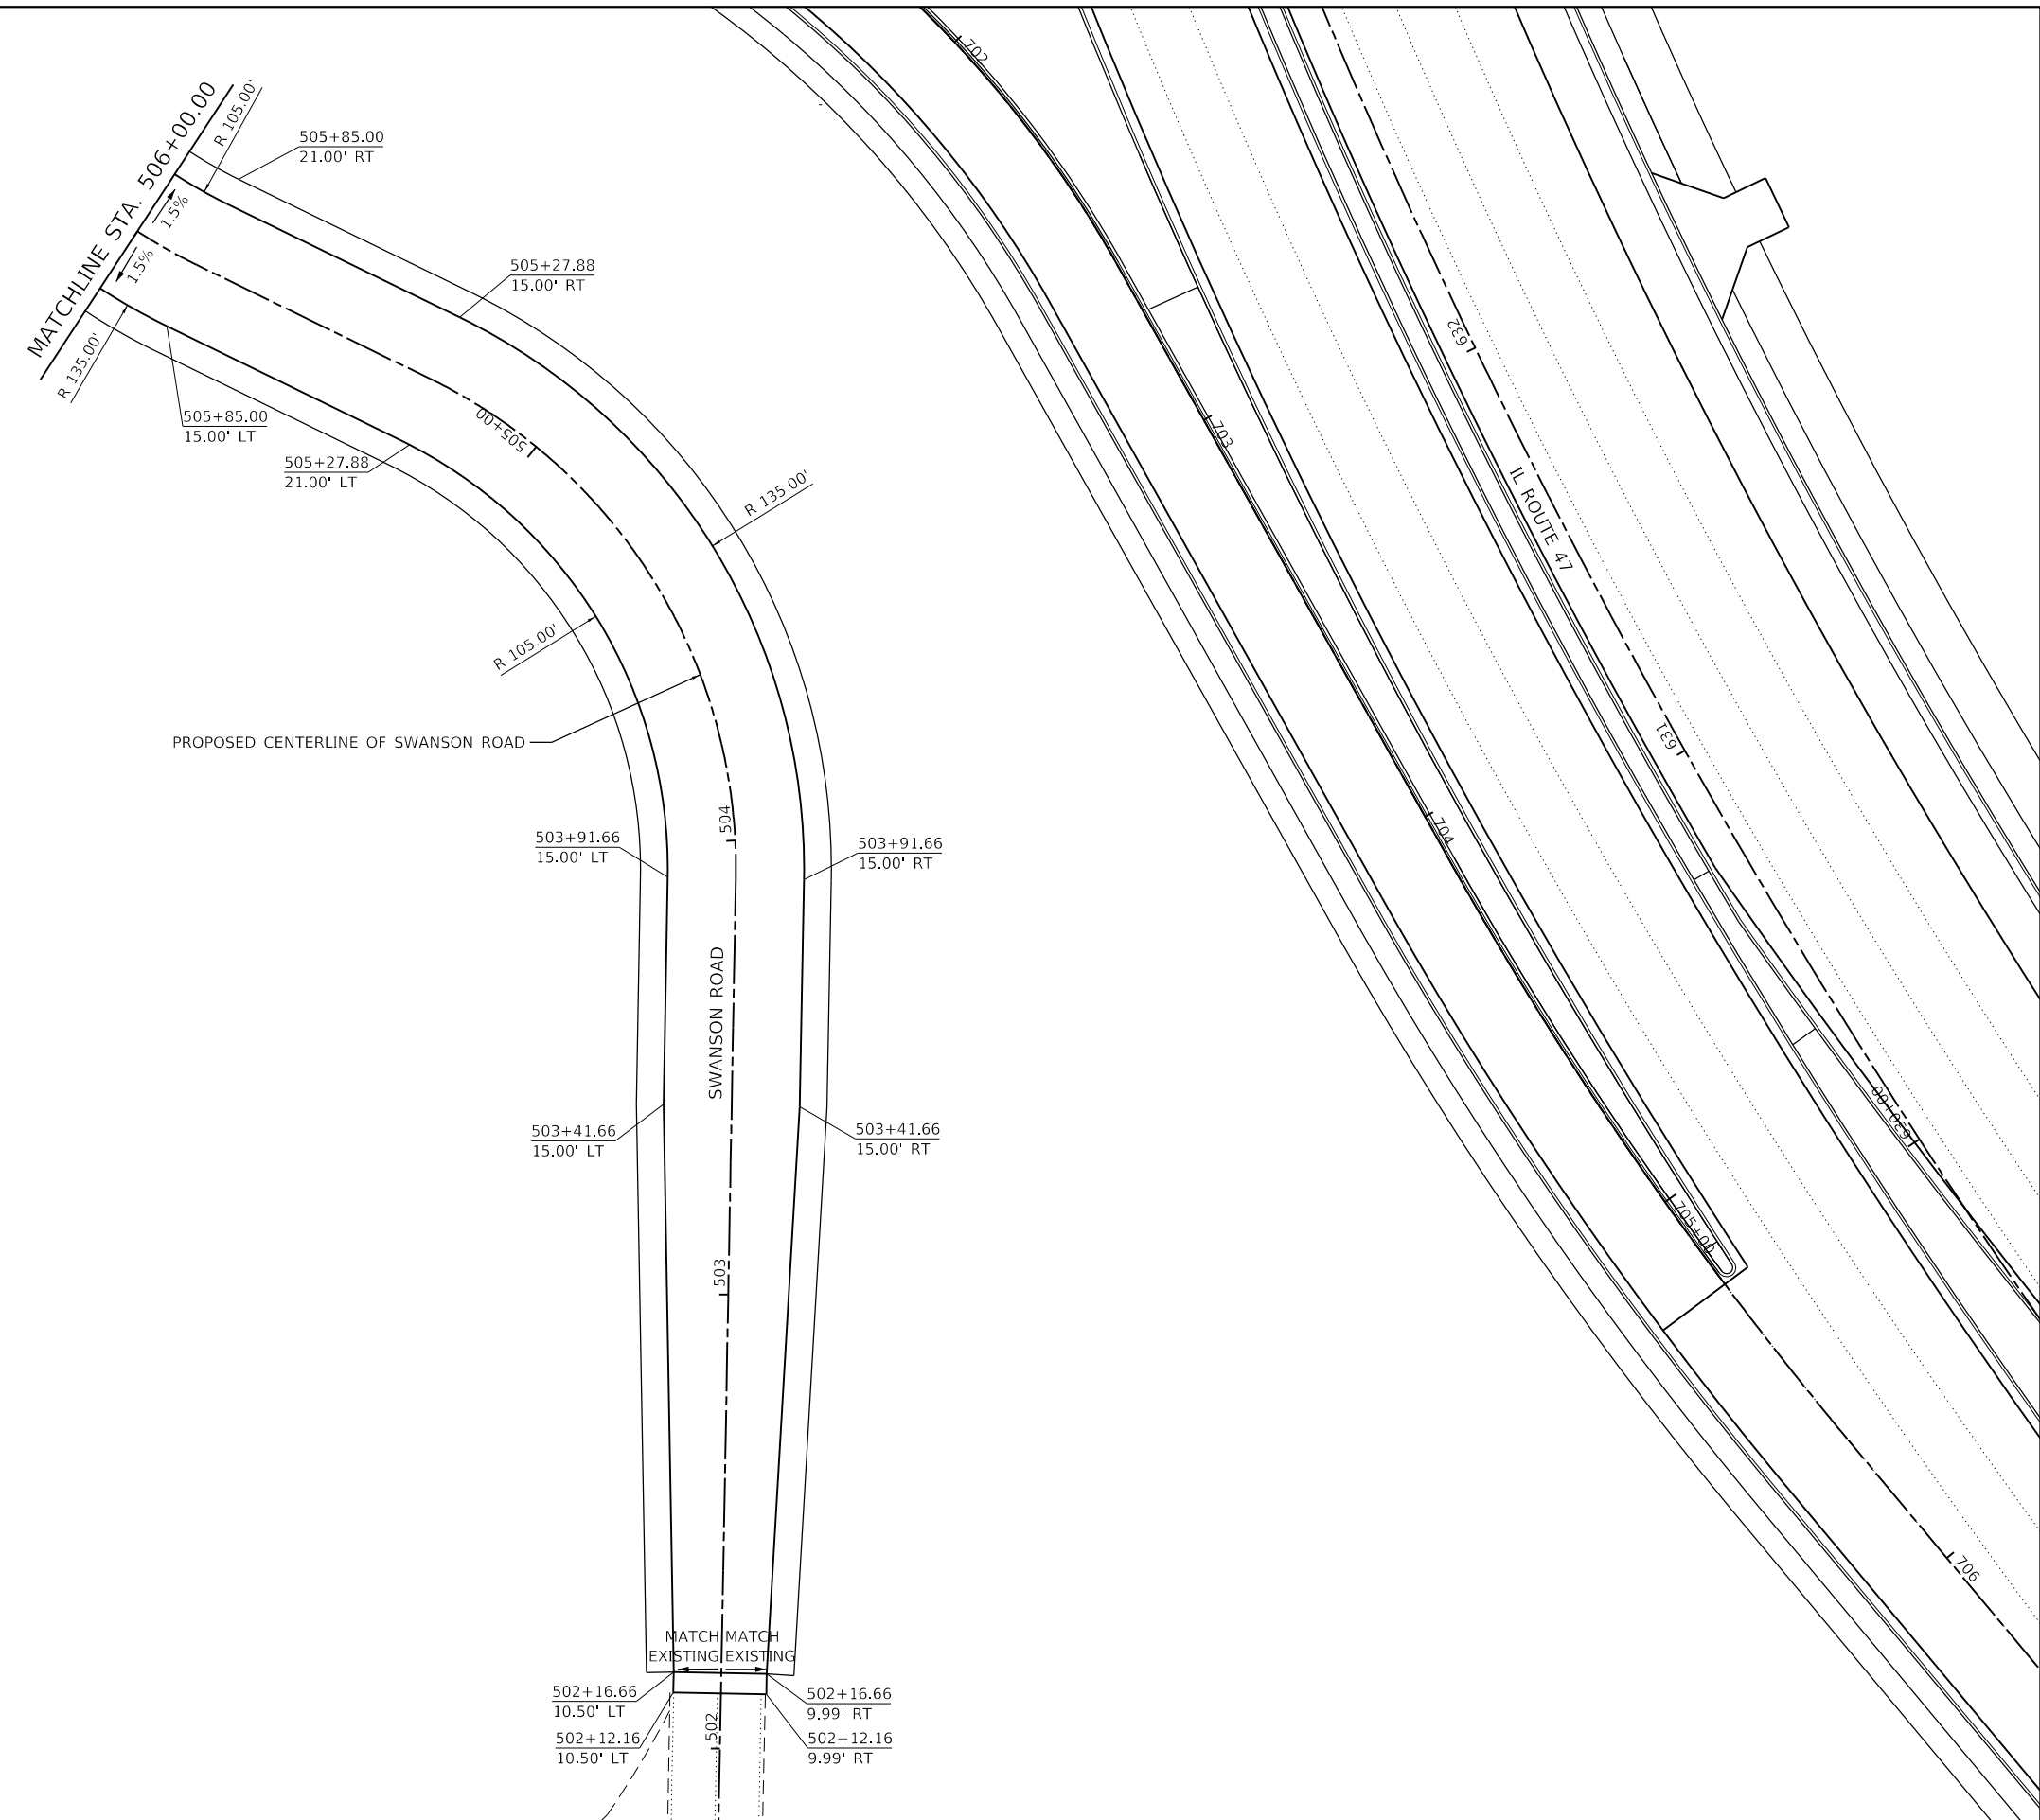 702
MATCHLINE STA. 506+00.00
R 105.00'
505+85.00
21.00' RT
1.5%
1.5%
505+27.88
15.00' RT
632
R 135.00'
505+85.00
15.00' LT
505+00
703
505+27.88
21.00' LT
R 135.00'
IL ROUTE 47
R 105.00'
PROPOSED CENTERLINE OF SWANSON ROAD
631
504
704
503+91.66
15.00' LT
503+91.66
15.00' RT
SWANSON ROAD
630+00
503+41.66
15.00' LT
503+41.66
15.00' RT
705+00
503
706
MATCH
EXISTING
MATCH
EXISTING
502+16.66
10.50' LT
502+16.66
9.99' RT
502
502+12.16
10.50' LT
502+12.16
9.99' RT